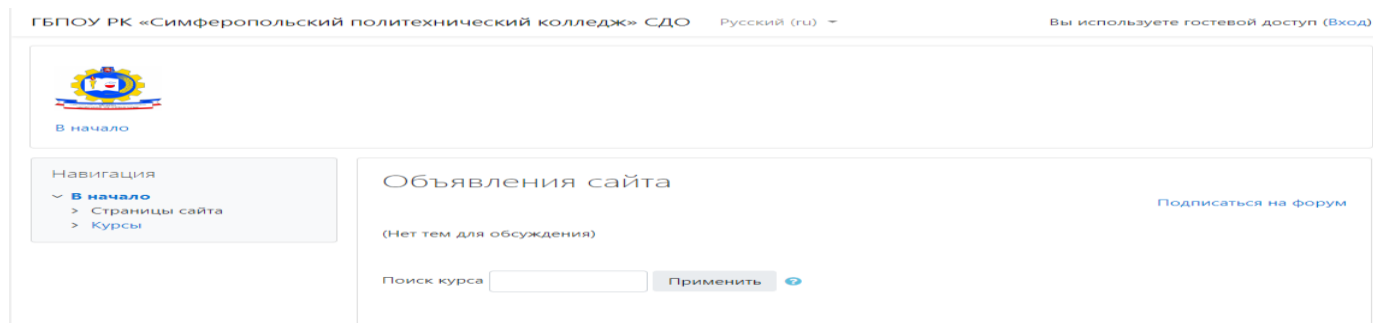 ГБПОУ РК «Симферопольский политехнический колледж» СДО Русский (ru) Вы используете гостевой доступ (Вход)
В начало
Навигация
В начало
Страницы сайта
Курсы
Объявления сайта
Подписаться на форум
(Нет тем для обсуждения)
Поиск курса Применить